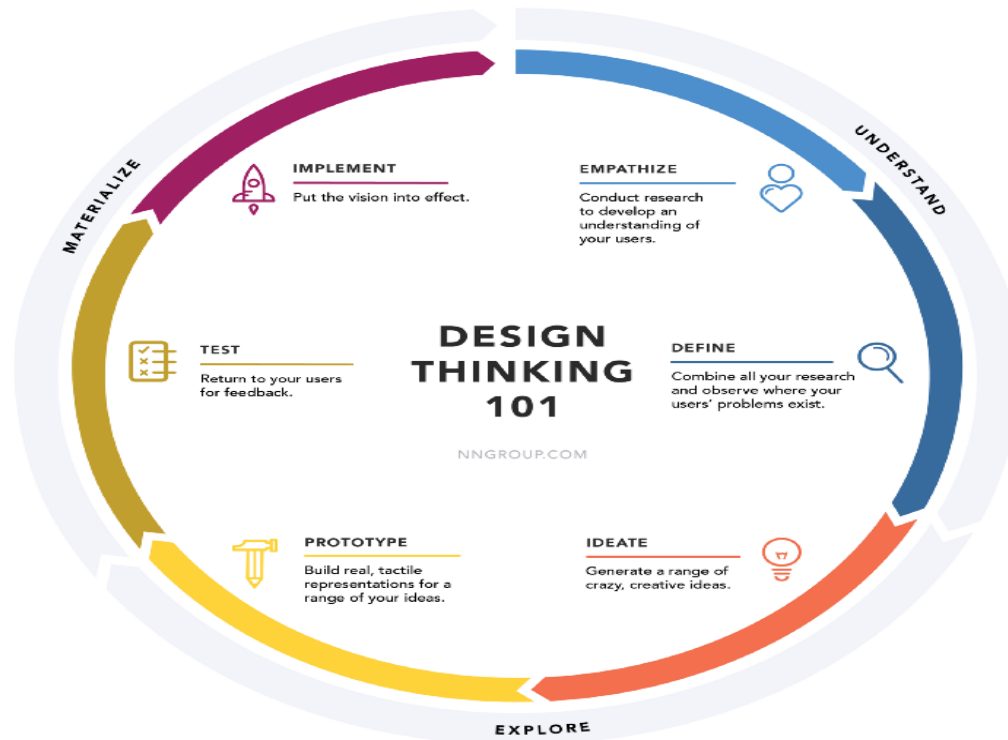 UNDERSTAND
EMPATHIZE
Conduct research
to develop an
understanding of
your users.
DEFINE
Combine all your research
and observe where your
users' problems exist.
IDEATE
Generate a range of
crazy, creative ideas.
EXPLORE
PROTOTYPE
Build real, tactile
representations for a
range of your ideas.
TEST
Return to your users
for feedback.
MATERIALIZE
IMPLEMENT
Put the vision into effect.
DESIGN
THINKING
101
NNGROUP.COM